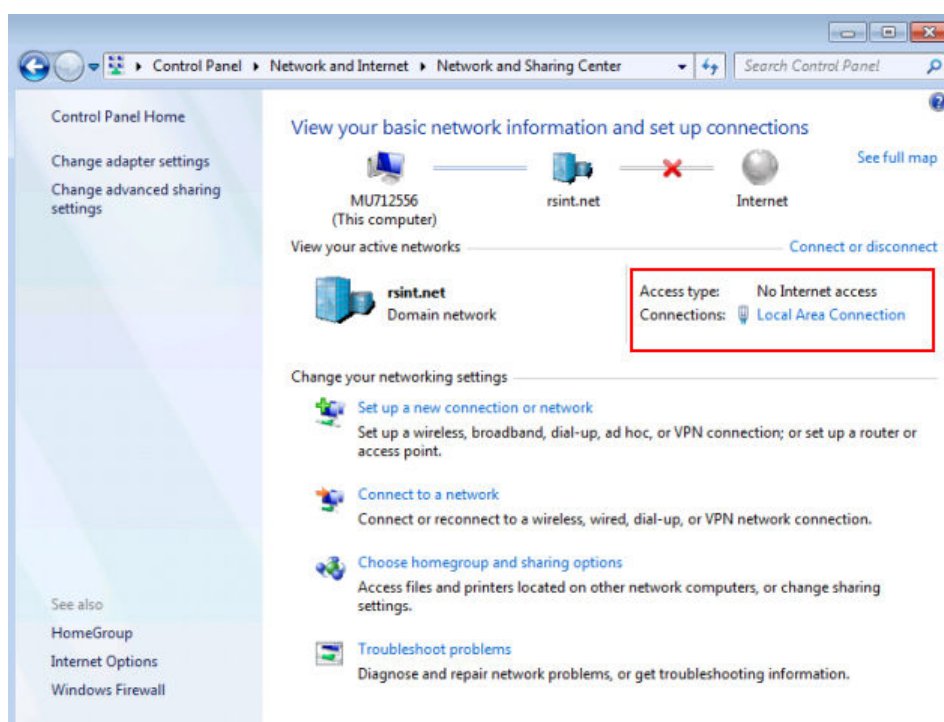 Control Panel ▸ Network and Internet ▸ Network and Sharing Center
Search Control Panel
Control Panel Home
Change adapter settings
Change advanced sharing
settings
View your basic network information and set up connections
See full map
MU712556
(This computer)
rsint.net
Internet
View your active networks
Connect or disconnect
rsint.net
Domain network
Access type: No Internet access
Connections: Local Area Connection
Change your networking settings
Set up a new connection or network
Set up a wireless, broadband, dial-up, ad hoc, or VPN connection; or set up a router or
access point.
Connect to a network
Connect or reconnect to a wireless, wired, dial-up, or VPN network connection.
Choose homegroup and sharing options
Access files and printers located on other network computers, or change sharing
settings.
Troubleshoot problems
Diagnose and repair network problems, or get troubleshooting information.
See also
HomeGroup
Internet Options
Windows Firewall